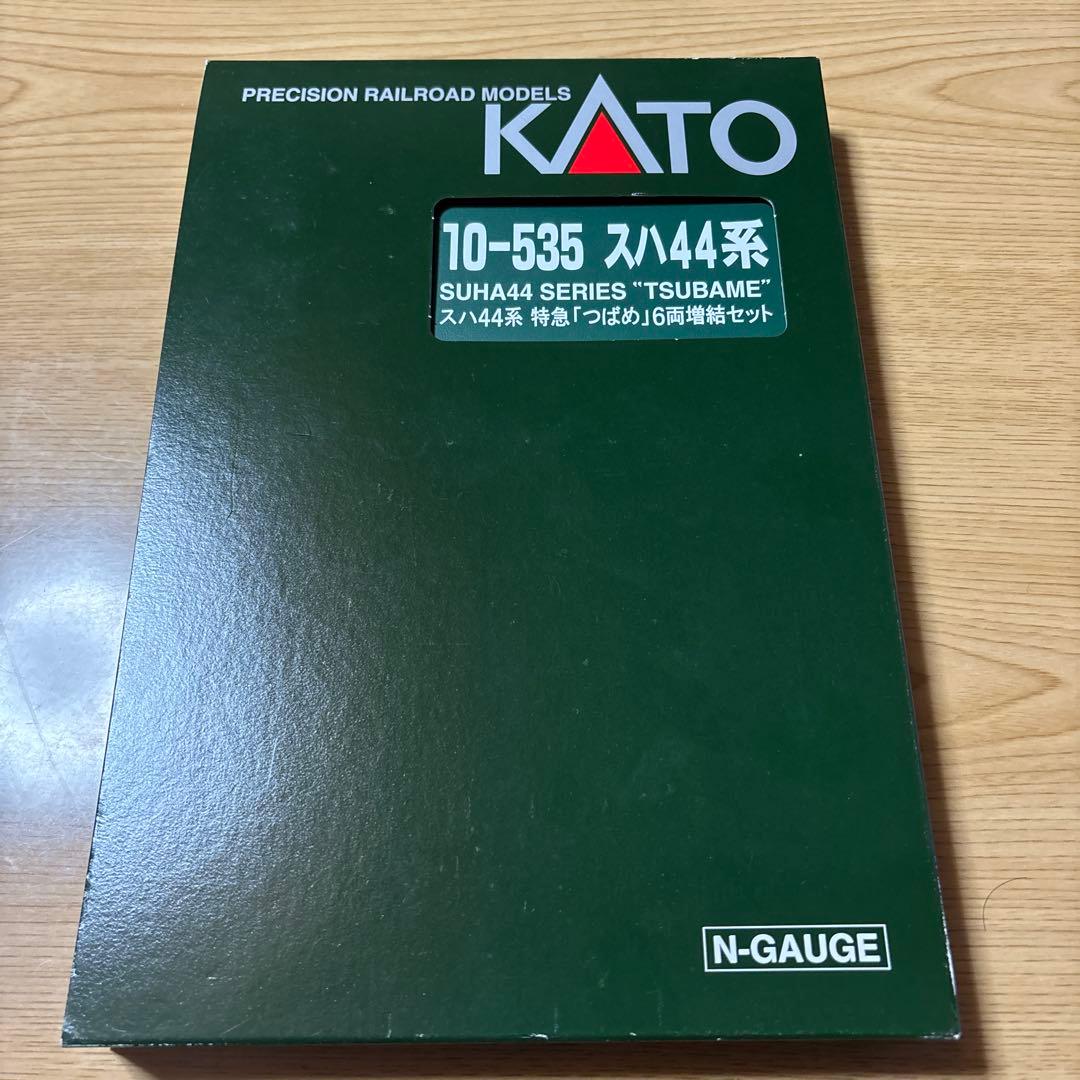 PRECISION RAILROAD MODELS
KATO
10-535 スハ44系
SUHA44 SERIES "TSUBAME"
スハ44系 特急「つばめ」6両増結セット
N-GAUGE